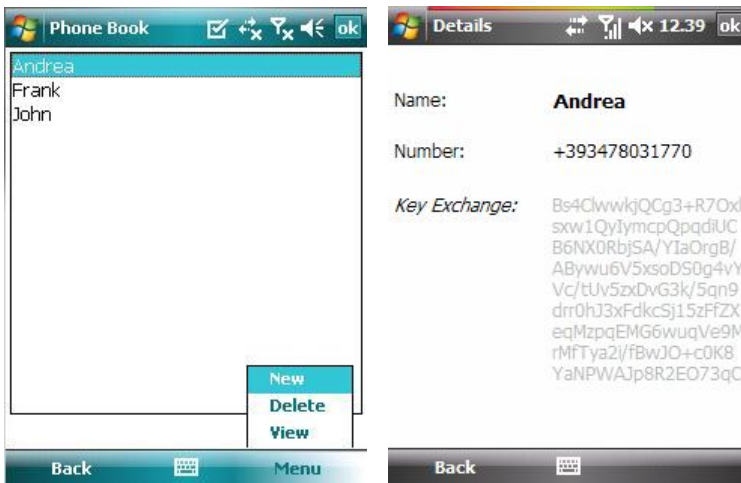 Phone Book
ok
Andrea
Frank
John
New
Delete
View
Back
Menu
Details
12.39
ok
Name:
Andrea
Number:
+393478031770
Key Exchange:
Bs4ClwwkjQCg3+R7Oxl
sxw1QyIymcpQpqdiUC
B6NX0RbjSA/YIaOrgB/
ABywu6V5xsoDS0g4vY
Vc/tUv5zxDvG3k/5qn9
drr0hJ3xFdkcSj15zFfZX
eqMzpqEMG6wuqVe9M
rMfTya2i/fBwJO+c0K8
YaNPWAJp8R2EO73qC
Back